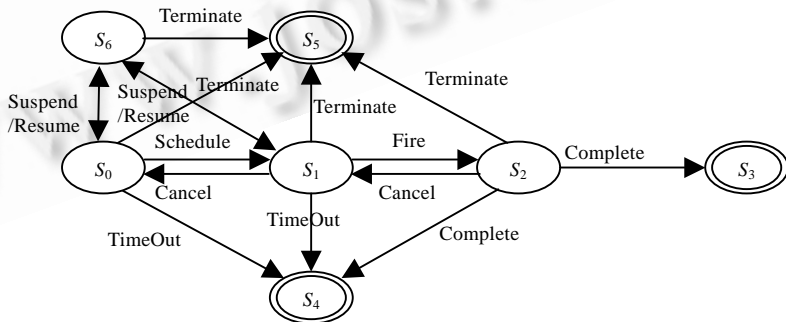 Terminate
S6
S5
Suspend
/Resume
Suspend
/Resume
Terminate
Terminate
Terminate
Schedule
Fire
Complete
S0
S1
S2
S3
Cancel
Cancel
TimeOut
TimeOut
Complete
S4